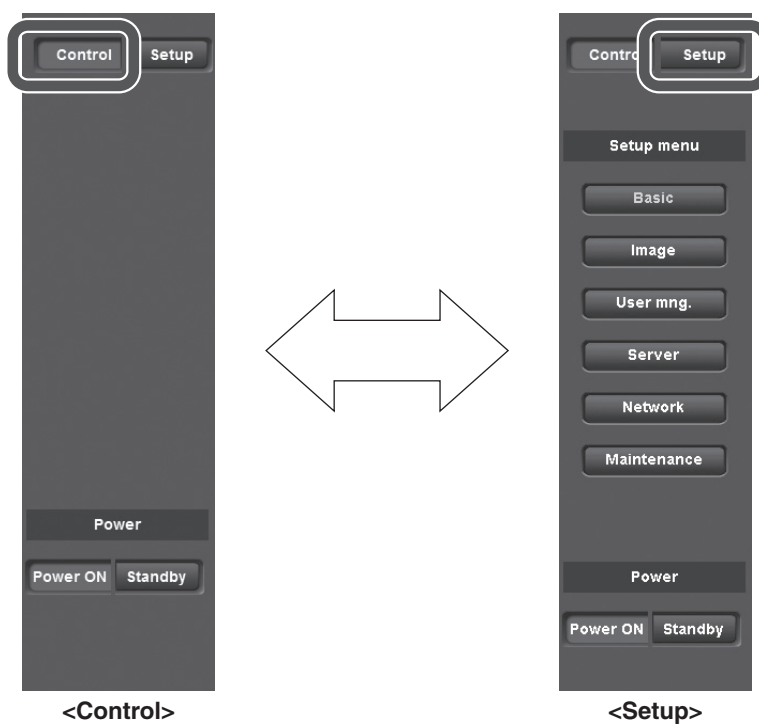 Control Setup
Power
Power ON Standby
<Control>
Contro Setup
Setup menu
Basic
Image
User mng.
Server
Network
Maintenance
Power
Power ON Standby
<Setup>